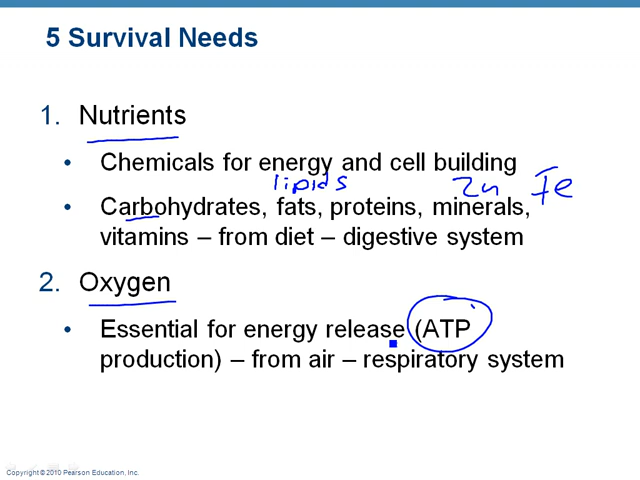 5 Survival Needs
1. Nutrients
• Chemicals for energy and cell building
lipids Zn Fe
• Carbohydrates, fats, proteins, minerals,
vitamins – from diet – digestive system
2. Oxygen
• Essential for energy release (ATP
production) – from air – respiratory system
Copyright © 2010 Pearson Education, Inc.